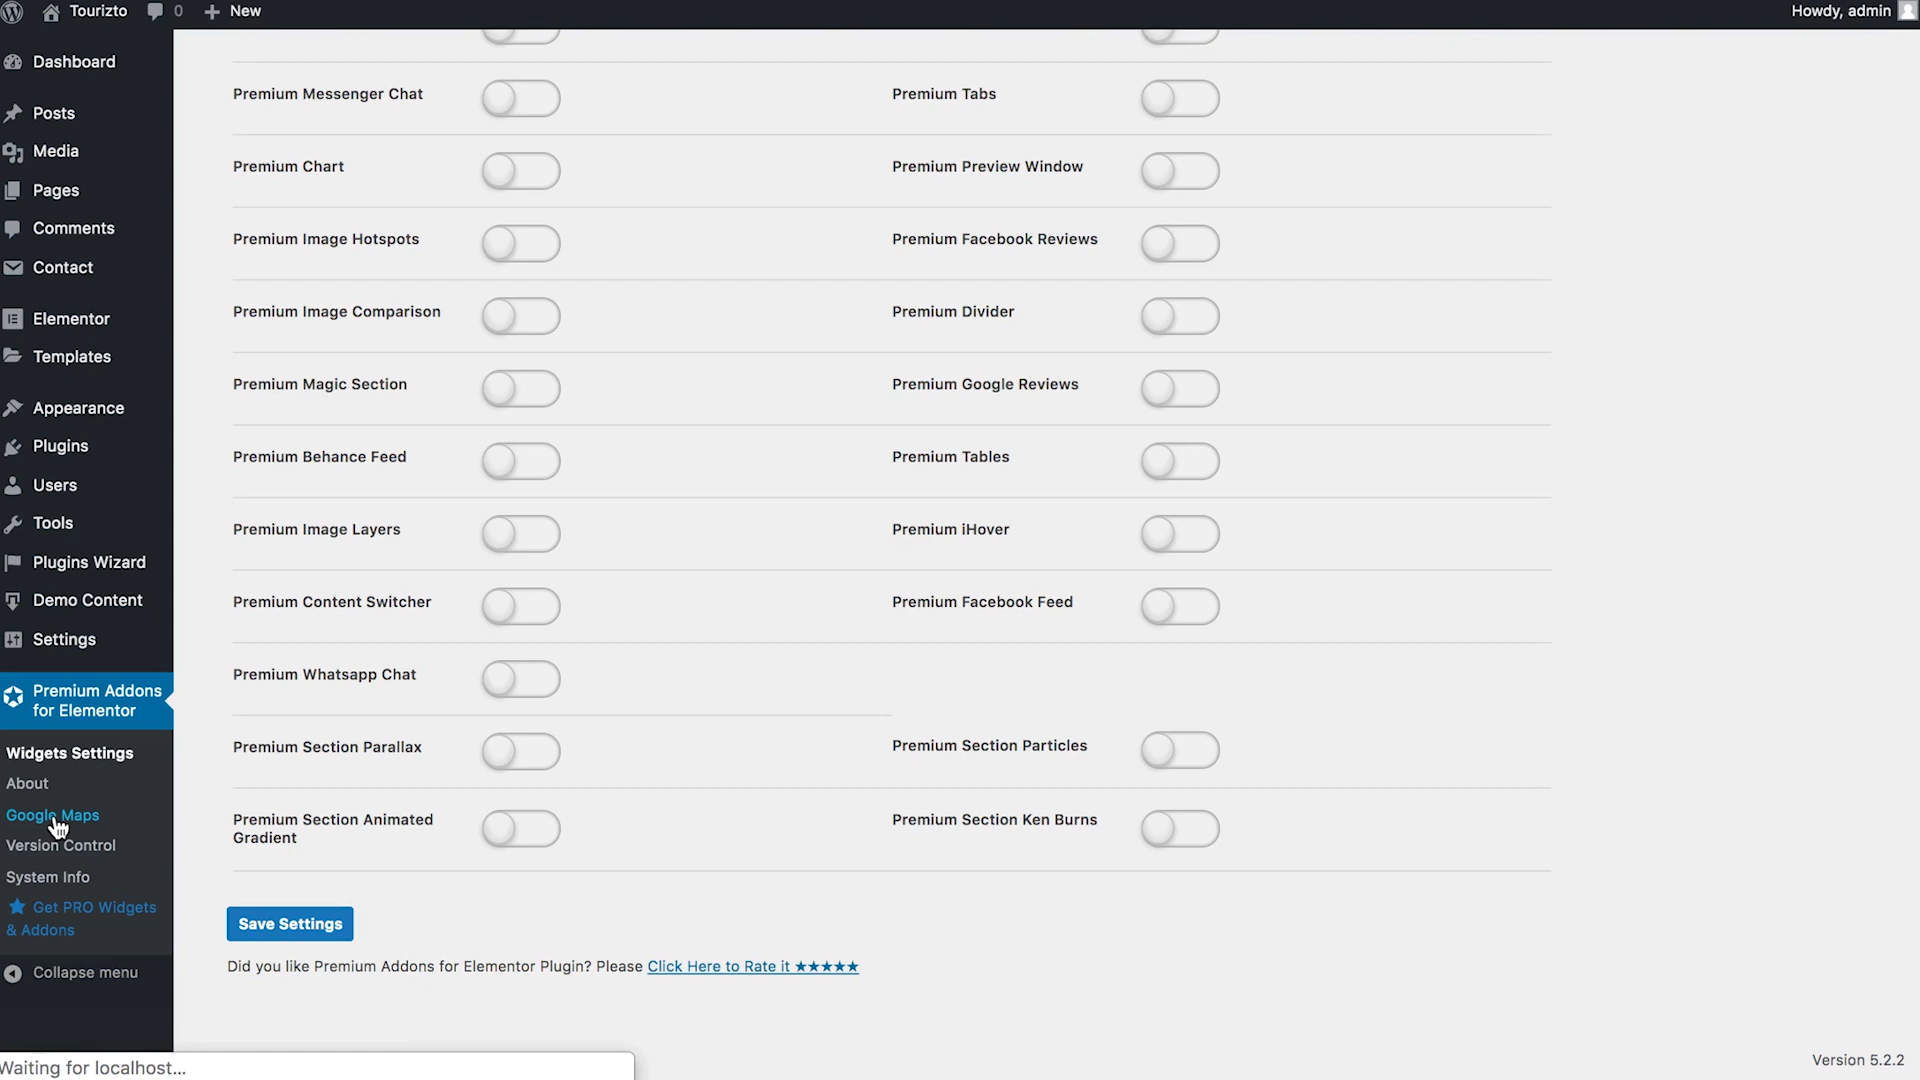 Tourizto
0
New
Howdy, admin
Dashboard
Posts
Media
Pages
Comments
Contact
Elementor
Templates
Appearance
Plugins
Users
Tools
Plugins Wizard
Demo Content
Settings
Premium Addons
for Elementor
Widgets Settings
About
Google Maps
Version Control
System Info
Get PRO Widgets
& Addons
Collapse menu
Premium Messenger Chat
Premium Tabs
Premium Chart
Premium Preview Window
Premium Image Hotspots
Premium Facebook Reviews
Premium Image Comparison
Premium Divider
Premium Magic Section
Premium Google Reviews
Premium Behance Feed
Premium Tables
Premium Image Layers
Premium iHover
Premium Content Switcher
Premium Facebook Feed
Premium Whatsapp Chat
Premium Section Parallax
Premium Section Particles
Premium Section Animated
Gradient
Premium Section Ken Burns
Save Settings
Did you like Premium Addons for Elementor Plugin? Please Click Here to Rate it ★★★★★
Waiting for localhost...
Version 5.2.2